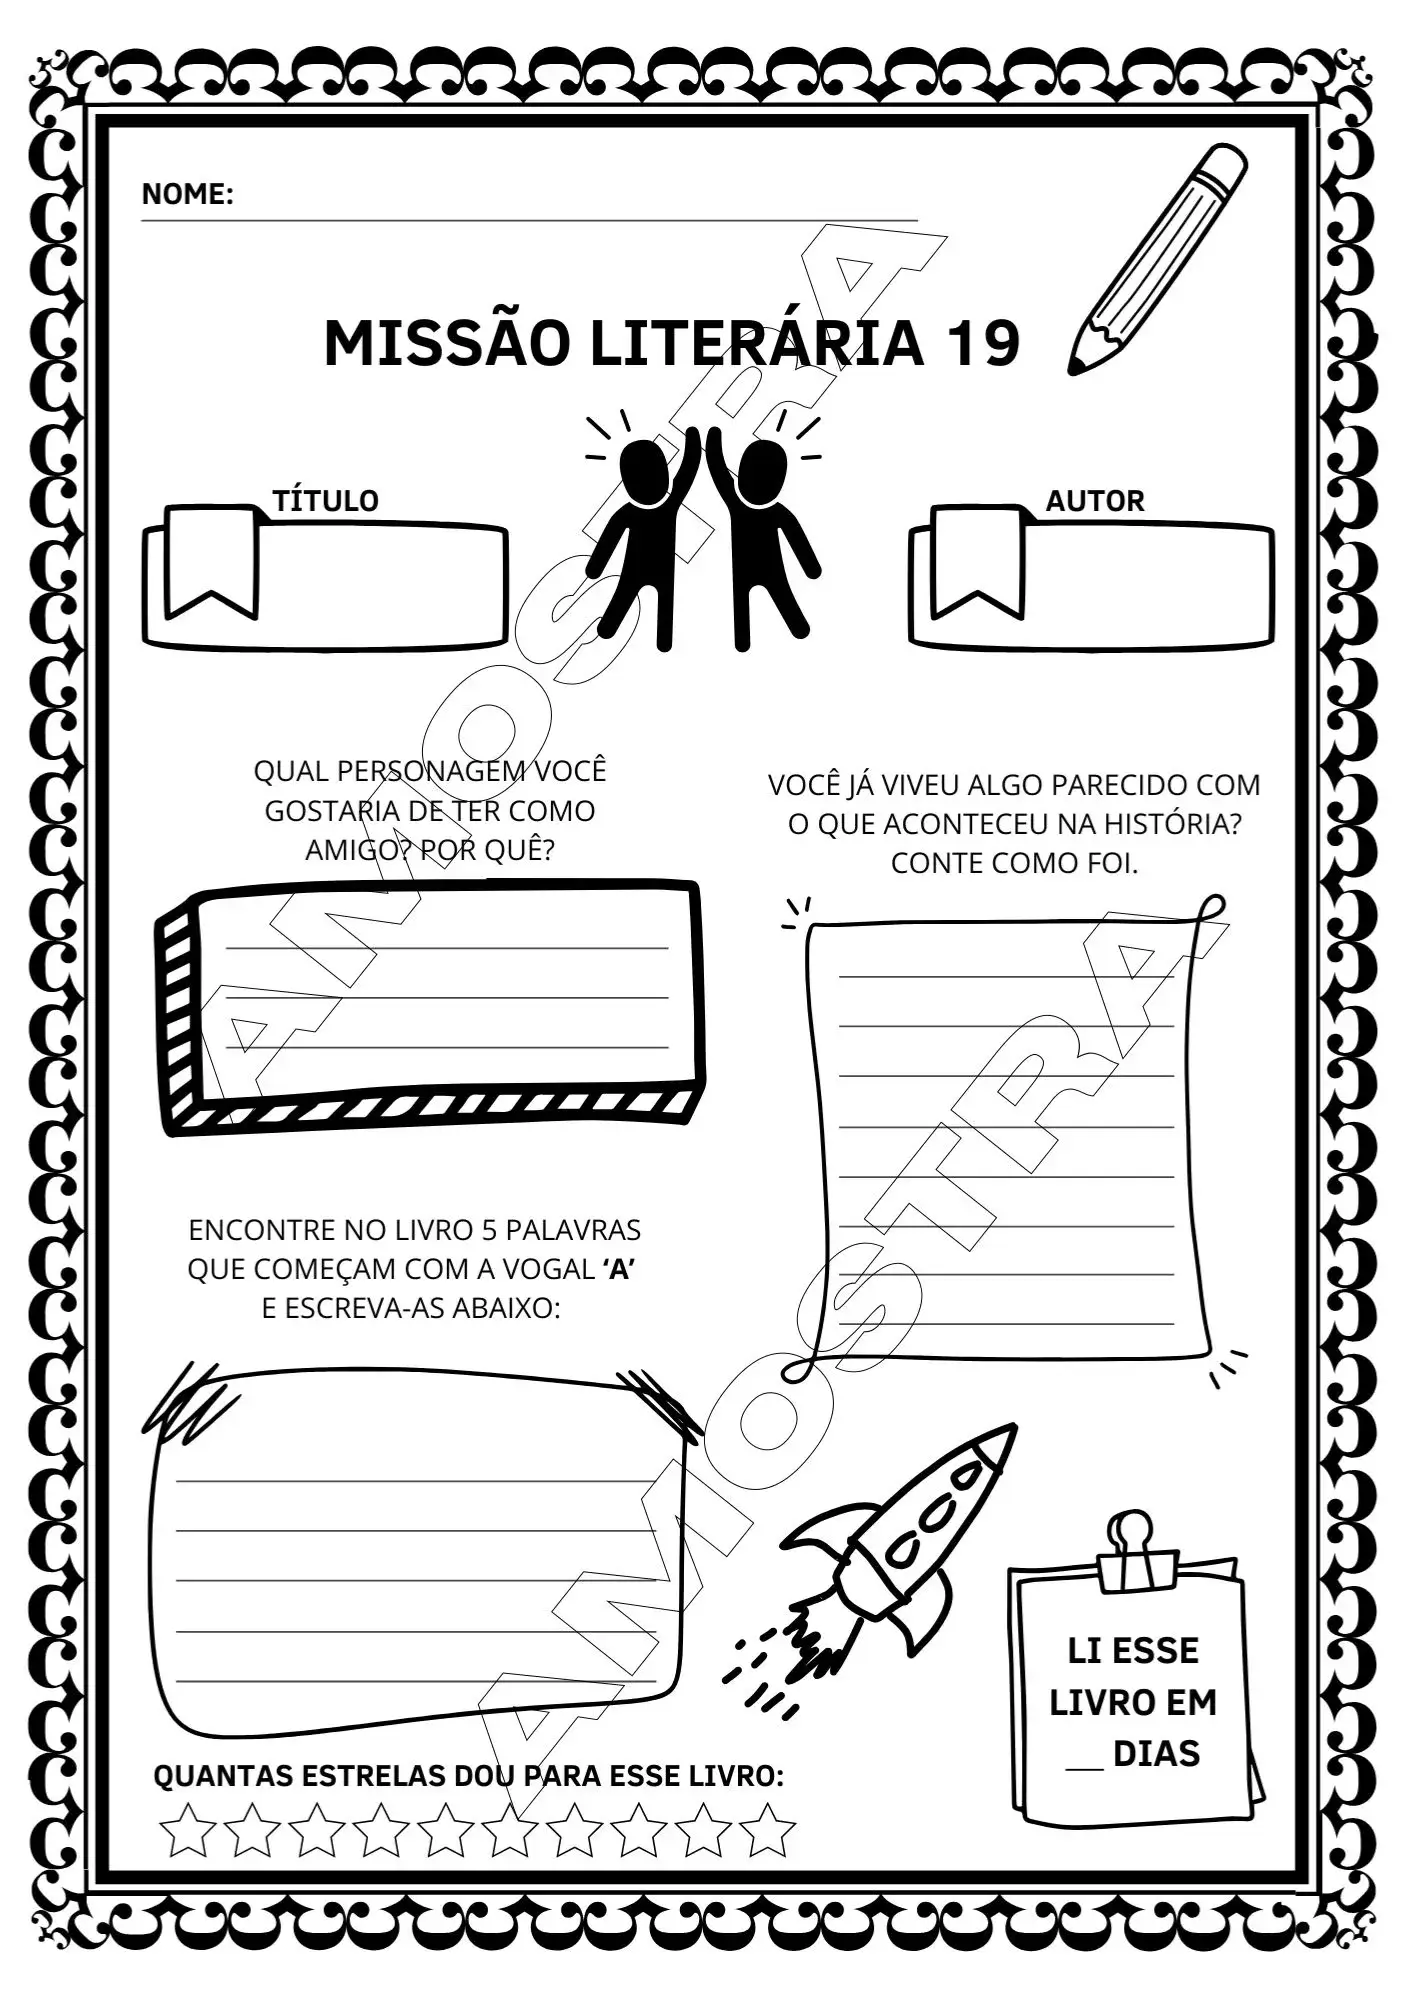 NOME:
MISSÃO LITERÁRIA 19
TÍTULO
AUTOR
QUAL PERSONAGEM VOCÊ
GOSTARIA DE TER COMO
AMIGO? POR QUÊ?
VOCÊ JÁ VIVEU ALGO PARECIDO COM
O QUE ACONTECEU NA HISTÓRIA?
CONTE COMO FOI.
ENCONTRE NO LIVRO 5 PALAVRAS
QUE COMEÇAM COM A VOGAL ‘A’
E ESCREVA-AS ABAIXO:
LI ESSE
LIVRO EM
__ DIAS
QUANTAS ESTRELAS DOU PARA ESSE LIVRO:
AMOSTRA
AMOSTRA